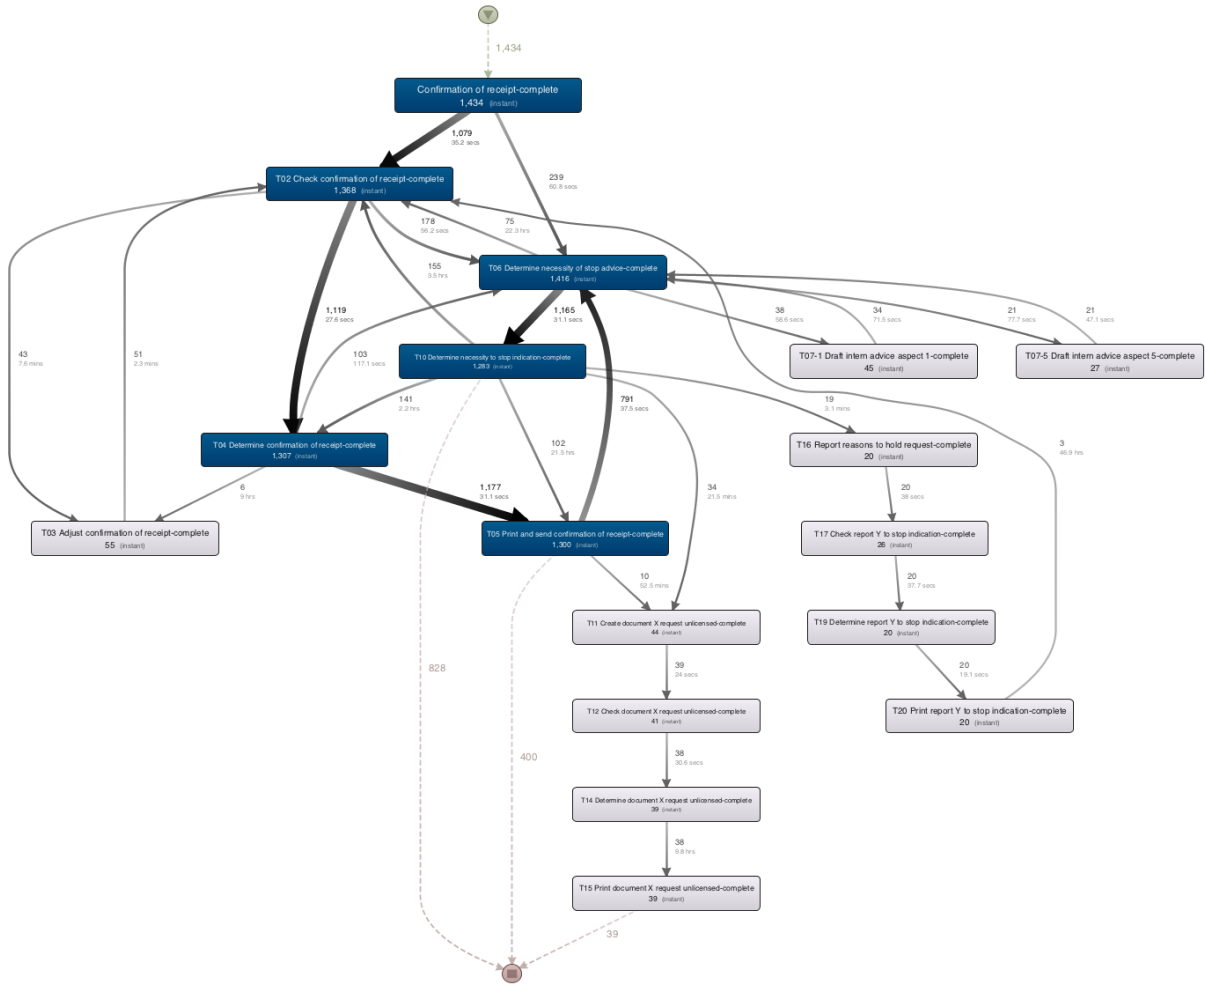 1,434
Confirmation of receipt-complete
1,434 (instant)
1,079
35.2 secs
T02 Check confirmation of receipt-complete
1,368 (instant)
239
60.8 secs
178
56.2 secs
75
22.3 hrs
T06 Determine necessity of stop advice-complete
1,416 (instant)
155
3.5 hrs
1,119
27.6 secs
1,165
31.1 secs
38
58.6 secs
34
71.5 secs
21
77.7 secs
21
47.1 secs
43
7.6 mins
51
2.3 mins
103
117.1 secs
T10 Determine necessity to stop indication-complete
1,283 (instant)
T07-1 Draft intern advice aspect 1-complete
45 (instant)
T07-5 Draft intern advice aspect 5-complete
27 (instant)
141
2.2 hrs
791
37.5 secs
19
3.1 mins
T04 Determine confirmation of receipt-complete
1,307 (instant)
102
21.5 hrs
T16 Report reasons to hold request-complete
20 (instant)
3
46.9 hrs
6
9 hrs
1,177
31.1 secs
34
21.5 mins
20
38 secs
T03 Adjust confirmation of receipt-complete
55 (instant)
T05 Print and send confirmation of receipt-complete
1,300 (instant)
T17 Check report Y to stop indication-complete
26 (instant)
10
52.5 mins
20
37.7 secs
T11 Create document X request unlicensed-complete
44 (instant)
T19 Determine report Y to stop indication-complete
20 (instant)
828
39
24 secs
20
19.1 secs
T12 Check document X request unlicensed-complete
41 (instant)
T20 Print report Y to stop indication-complete
20 (instant)
400
38
30.6 secs
T14 Determine document X request unlicensed-complete
39 (instant)
38
9.8 hrs
T15 Print document X request unlicensed-complete
39 (instant)
39